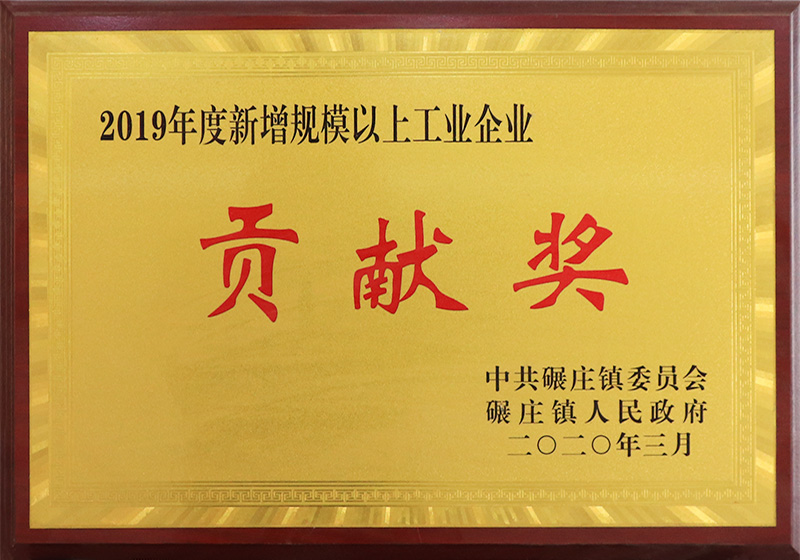 2019年度新增规模以上工业企业
贡献奖
中共碾庄镇委员会
碾庄镇人民政府
二〇二〇年三月